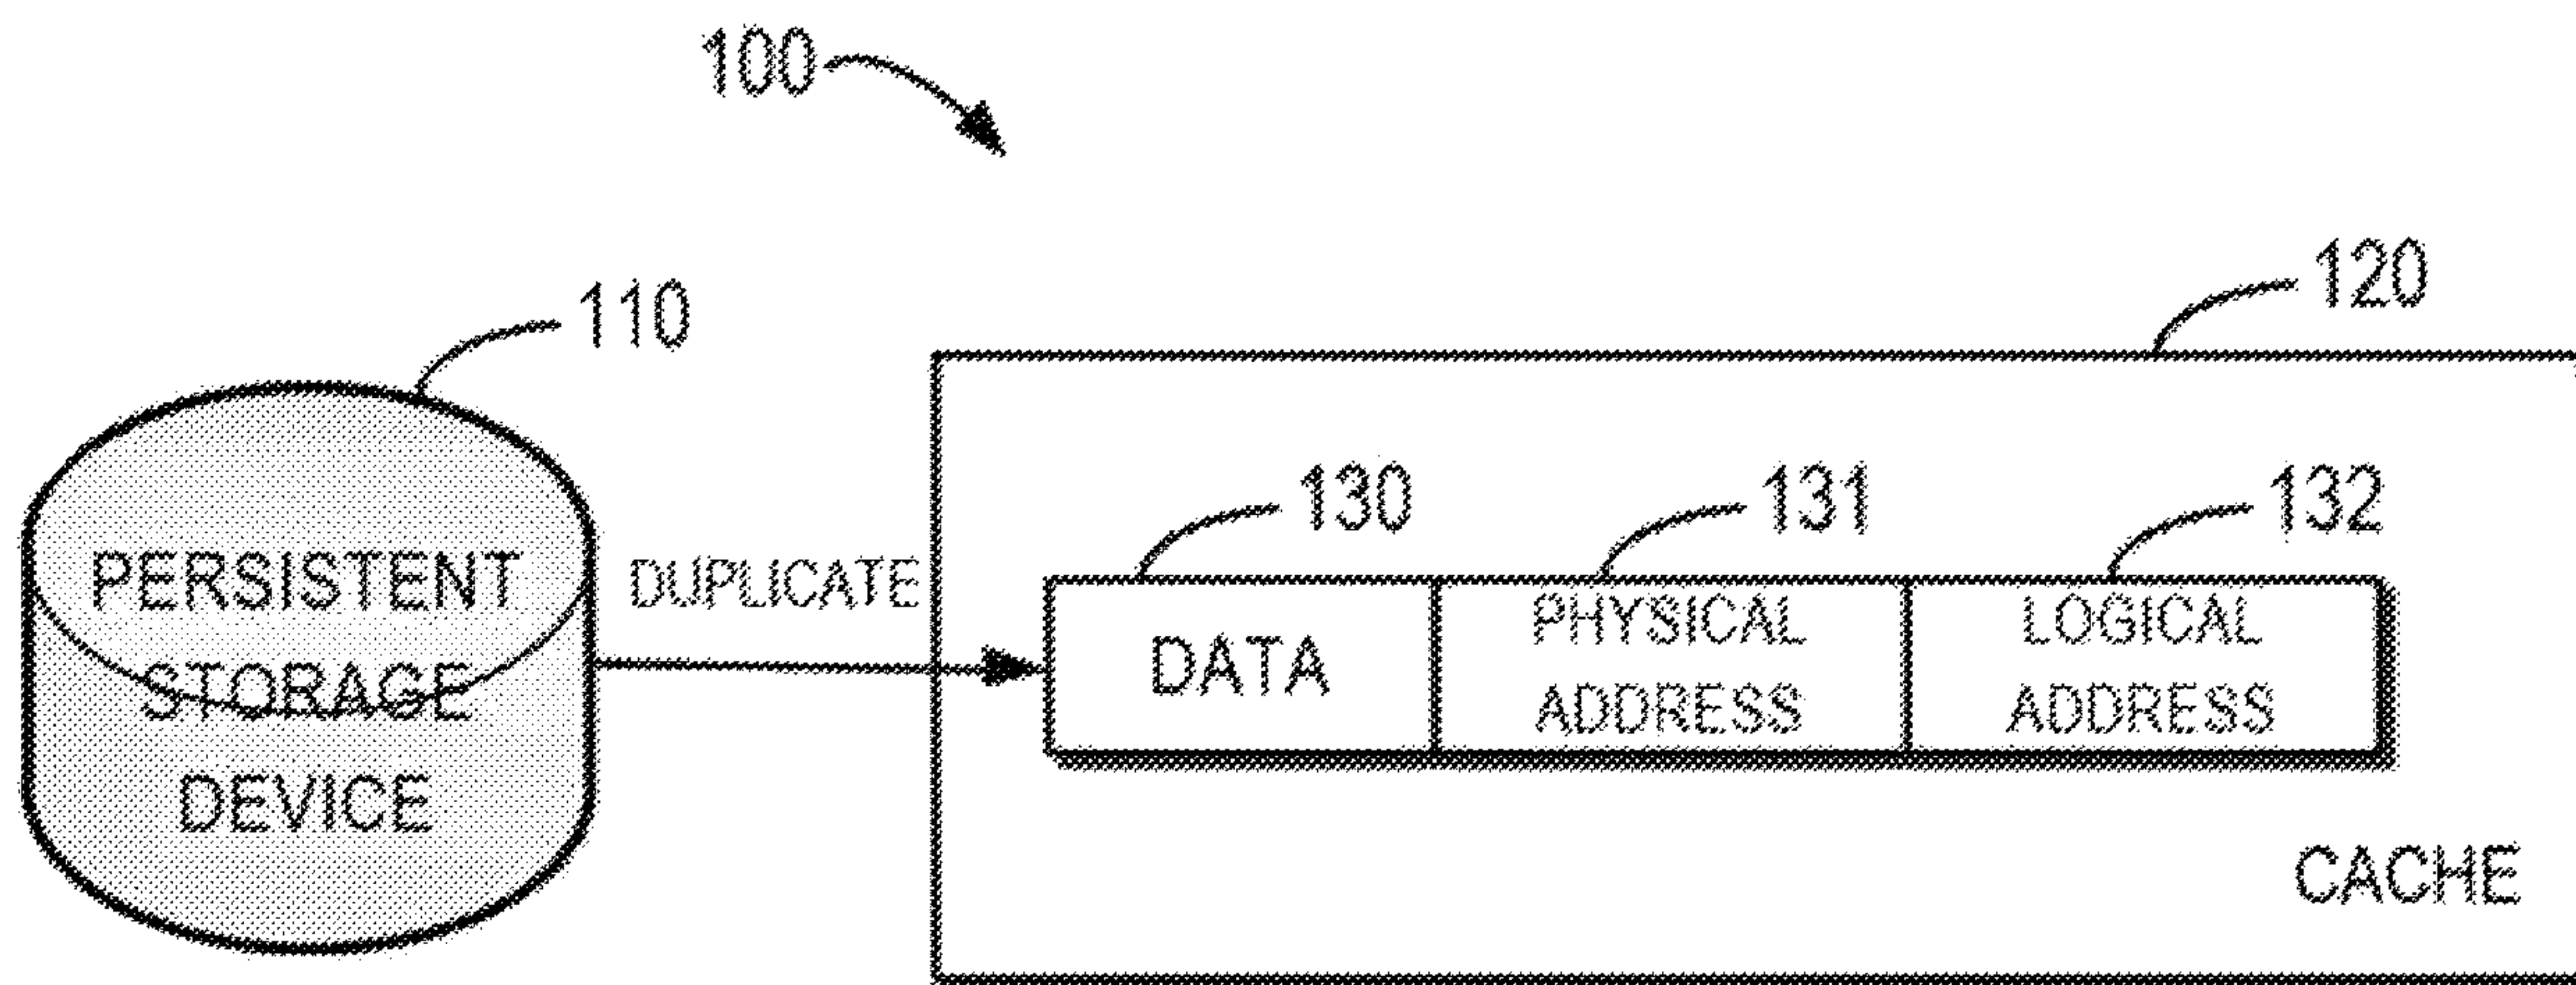 100
120
110
130
131
132
PERSISTENT
STORAGE
DEVICE
DUPLICATE
DATA
PHYSICAL
ADDRESS
LOGICAL
ADDRESS
CACHE